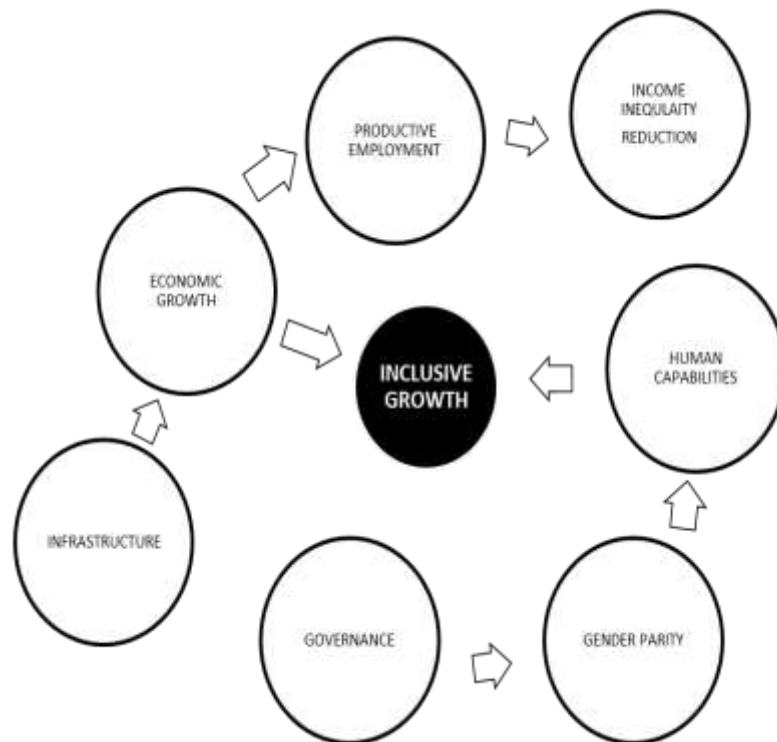 INCOME
INEQULAITY
REDUCTION
PRODUCTIVE
EMPLOYMENT
ECONOMIC
GROWTH
INCLUSIVE
GROWTH
HUMAN
CAPABILITIES
INFRASTRUCTURE
GOVERNANCE
GENDER PARITY